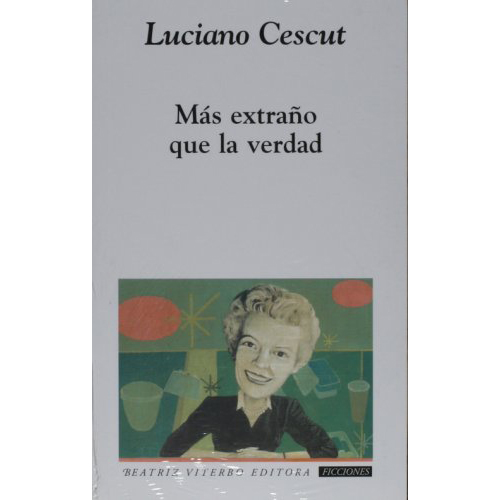 Luciano Cescut
Más extraño
que la verdad
BEATRIZ VITERBO EDITORA FICCIONES